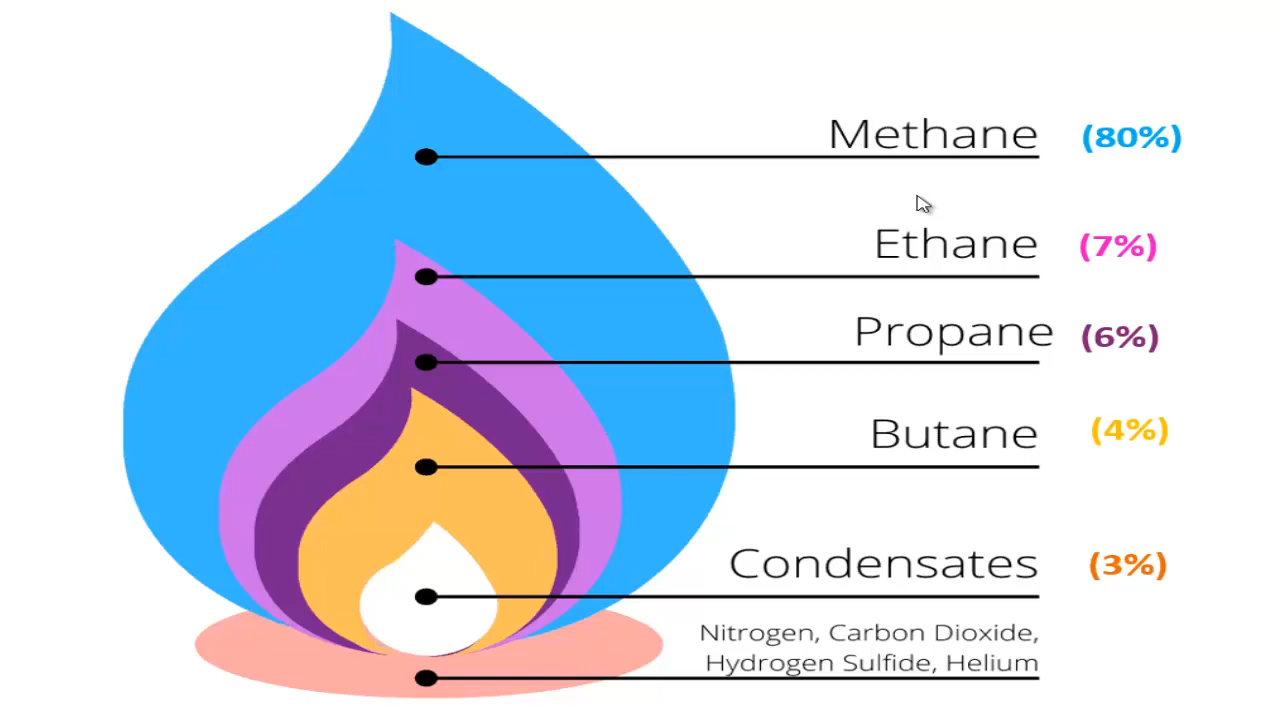 Methane (80%)
Ethane (7%)
Propane (6%)
Butane (4%)
Condensates (3%)
Nitrogen, Carbon Dioxide,
Hydrogen Sulfide, Helium